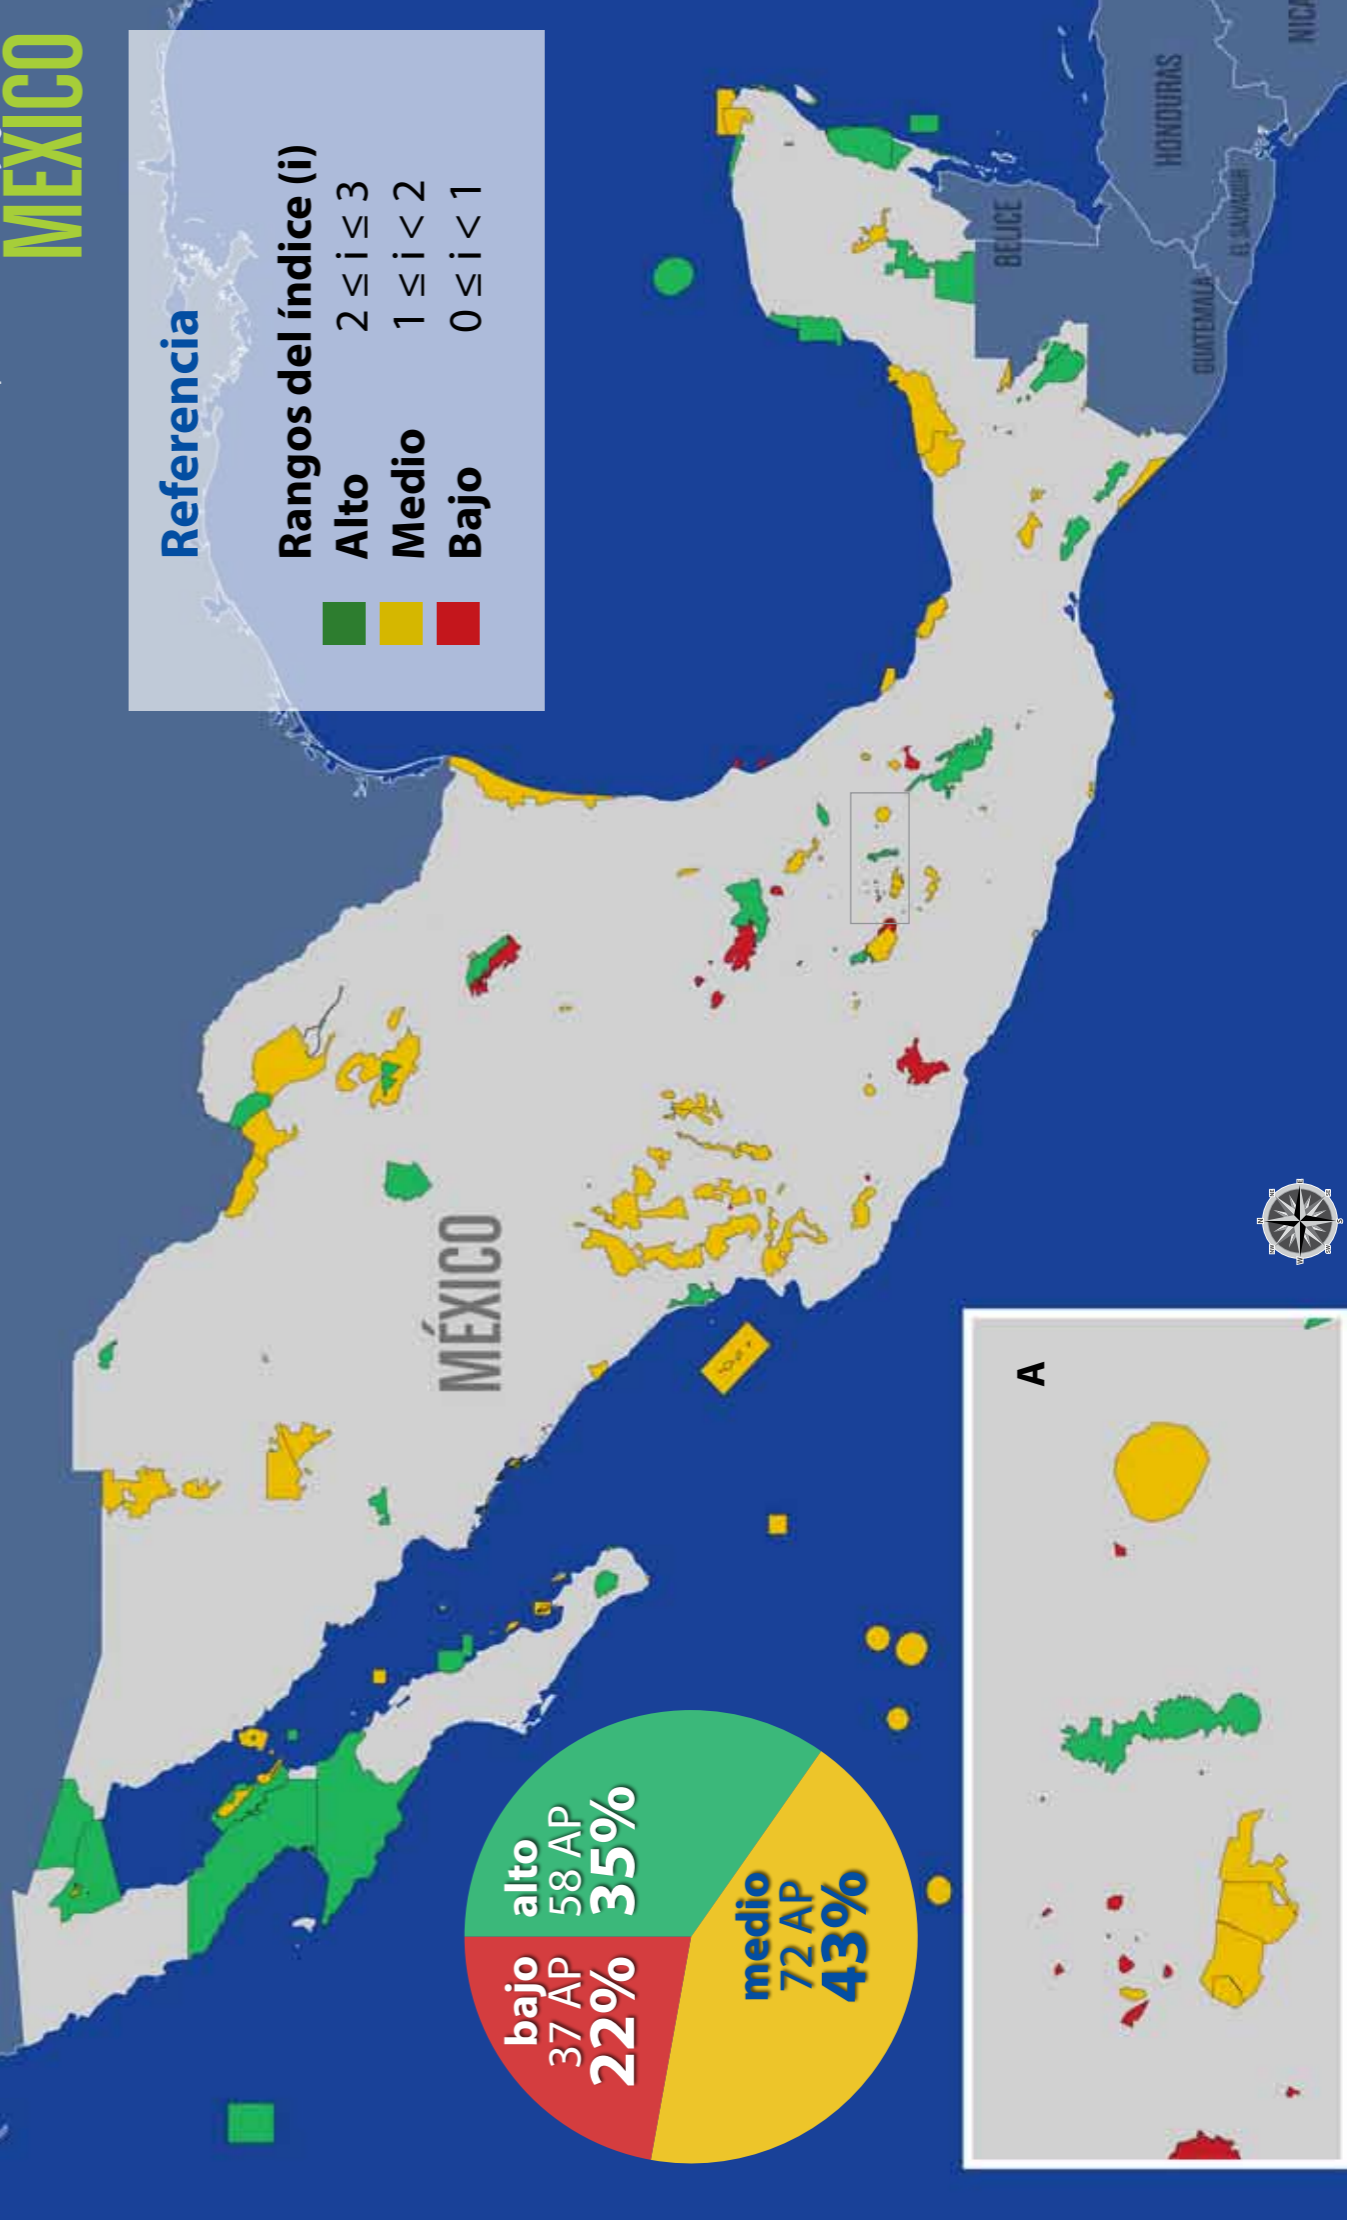 MÉXICO
Referencia
Rangos del índice (i)
Alto 2 ≤ i ≤ 3
Medio 1 ≤ i < 2
Bajo 0 ≤ i < 1
MÉXICO
BELICE
GUATEMALA
EL SALVADOR
HONDURAS
NICA
bajo
37 AP
22%
alto
58 AP
35%
medio
72 AP
43%
A